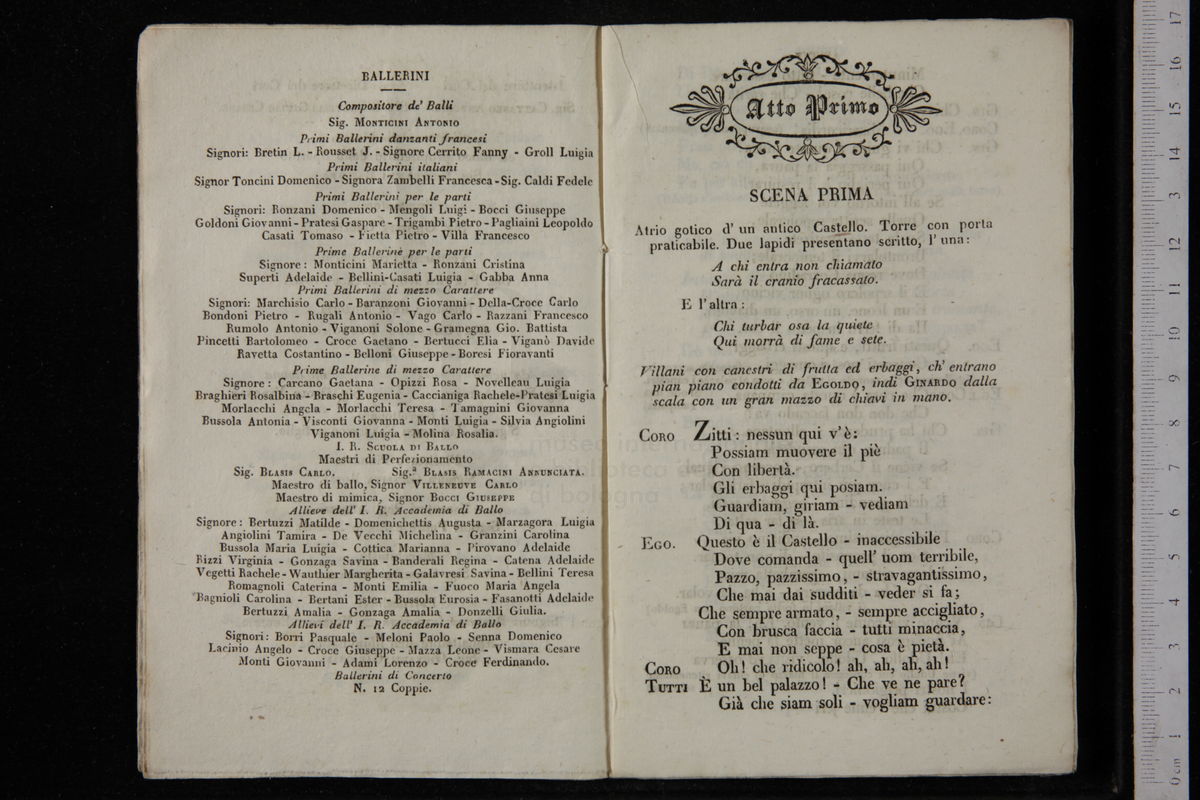 BALLERINI
Compositore de' Balli
Sig. MONTICINI ANTONIO
Primi Ballerini danzanti francesi
Signori: Bretin L. - Rousset J. - Signore Cerrito Fanny - Groll Luigia
Primi Ballerini italiani
Signor Toncini Domenico - Signora Zambelli Francesca - Sig. Caldi Fedele
Primi Ballerini per le parti
Signori: Ronzani Domenico - Mengoli Luigi - Bocci Giuseppe
Goldoni Giovanni - Pratesi Gaspare - Trigambi Pietro - Pagliaini Leopoldo
Casati Tomaso - Fietta Pietro - Villa Francesco
Prime Ballerine per le parti
Signore: Monticini Marietta - Ronzani Cristina
Superti Adelaide - Bellini-Casati Luigia - Gabba Anna
Primi Ballerini di mezzo Carattere
Signori: Marchisio Carlo - Baranzoni Giovanni - Della-Croce Carlo
Bondoni Pietro - Rugali Antonio - Vago Carlo - Razzani Francesco
Rumolo Antonio - Viganoni Solone - Gramegna Gio. Battista
Pincetti Bartolomeo - Croce Gaetano - Bertucci Elia - Viganò Davide
Ravetta Costantino - Belloni Giuseppe - Boresi Fioravanti
Prime Ballerine di mezzo Carattere
Signore: Carcano Gaetana - Opizzi Rosa - Novelleau Luigia
Braghieri Rosalbina - Braschi Eugenia - Caccianiga Rachele - Pratesi Luigia
Morlacchi Angela - Morlacchi Teresa - Tamagnini Giovanna
Bussola Antonia - Visconti Giovanna - Monti Luigia - Silvia Angiolini
Viganoni Luigia - Molina Rosalia.
I. R. SCUOLA DI BALLO
Maestri di Perfezionamento
Sig. BLASIS CARLO. Sig.ª BLASIS RAMACINI ANNUNCIATA.
Maestro di ballo, Signor VILLENEUVE CARLO
Maestro di mimica, Signor BOCCI GIUSEPPE
Allieve dell' I. R. Accademia di Ballo
Signore: Bertuzzi Matilde - Domenichettis Augusta - Marzagora Luigia
Angiolini Tamira - De Vecchi Michelina - Granzini Carolina
Bussola Maria Luigia - Cottica Marianna - Pirovano Adelaide
Rizzi Virginia - Gonzaga Savina - Banderali Regina - Catena Adelaide
Vegetti Rachele - Wauthier Margherita - Galavresi Savina - Bellini Teresa
Romagnoli Caterina - Monti Emilia - Fuoco Maria Angela
Bagnioli Carolina - Bertani Ester - Bussola Eurosia - Fasanotti Adelaide
Bertuzzi Amalia - Gonzaga Amalia - Donzelli Giulia.
Allievi dell' I. R. Accademia di Ballo
Signori: Borri Pasquale - Meloni Paolo - Senna Domenico
Lacinio Angelo - Croce Giuseppe - Mazza Leone - Vismara Cesare
Monti Giovanni - Adami Lorenzo - Croce Ferdinando.
Ballerini di Concerto
N. 12 Coppie.
Atto Primo
SCENA PRIMA
Atrio gotico d' un antico Castello. Torre con porta
praticabile. Due lapidi presentano scritto, l' una:
A chi entra non chiamato
Sarà il cranio fracassato.
E l'altra:
Chi turbar osa la quiete
Qui morrà di fame e sete.
Villani con canestri di frutta ed erbaggi, ch' entrano
pian piano condotti da EGOLDO, indi GINARDO dalla
scala con un gran mazzo di chiavi in mano.
CORO Zitti: nessun qui v'è:
Possiam muovere il piè
Con libertà.
Gli erbaggi qui posiam.
Guardiam, giriam - vediam
Di qua - di là.
EGO. Questo è il Castello - inaccessibile
Dove comanda - quell' uom terribile,
Pazzo, pazzissimo, - stravagantissimo,
Che mai dai sudditi - veder si fa;
Che sempre armato, - sempre accigliato,
Con brusca faccia - tutti minaccia,
E mai non seppe - cosa è pietà.
CORO Oh! che ridicolo! ah, ah, ah, ah!
TUTTI È un bel palazzo! - Che ve ne pare?
Già che siam soli - vogliam guardare: